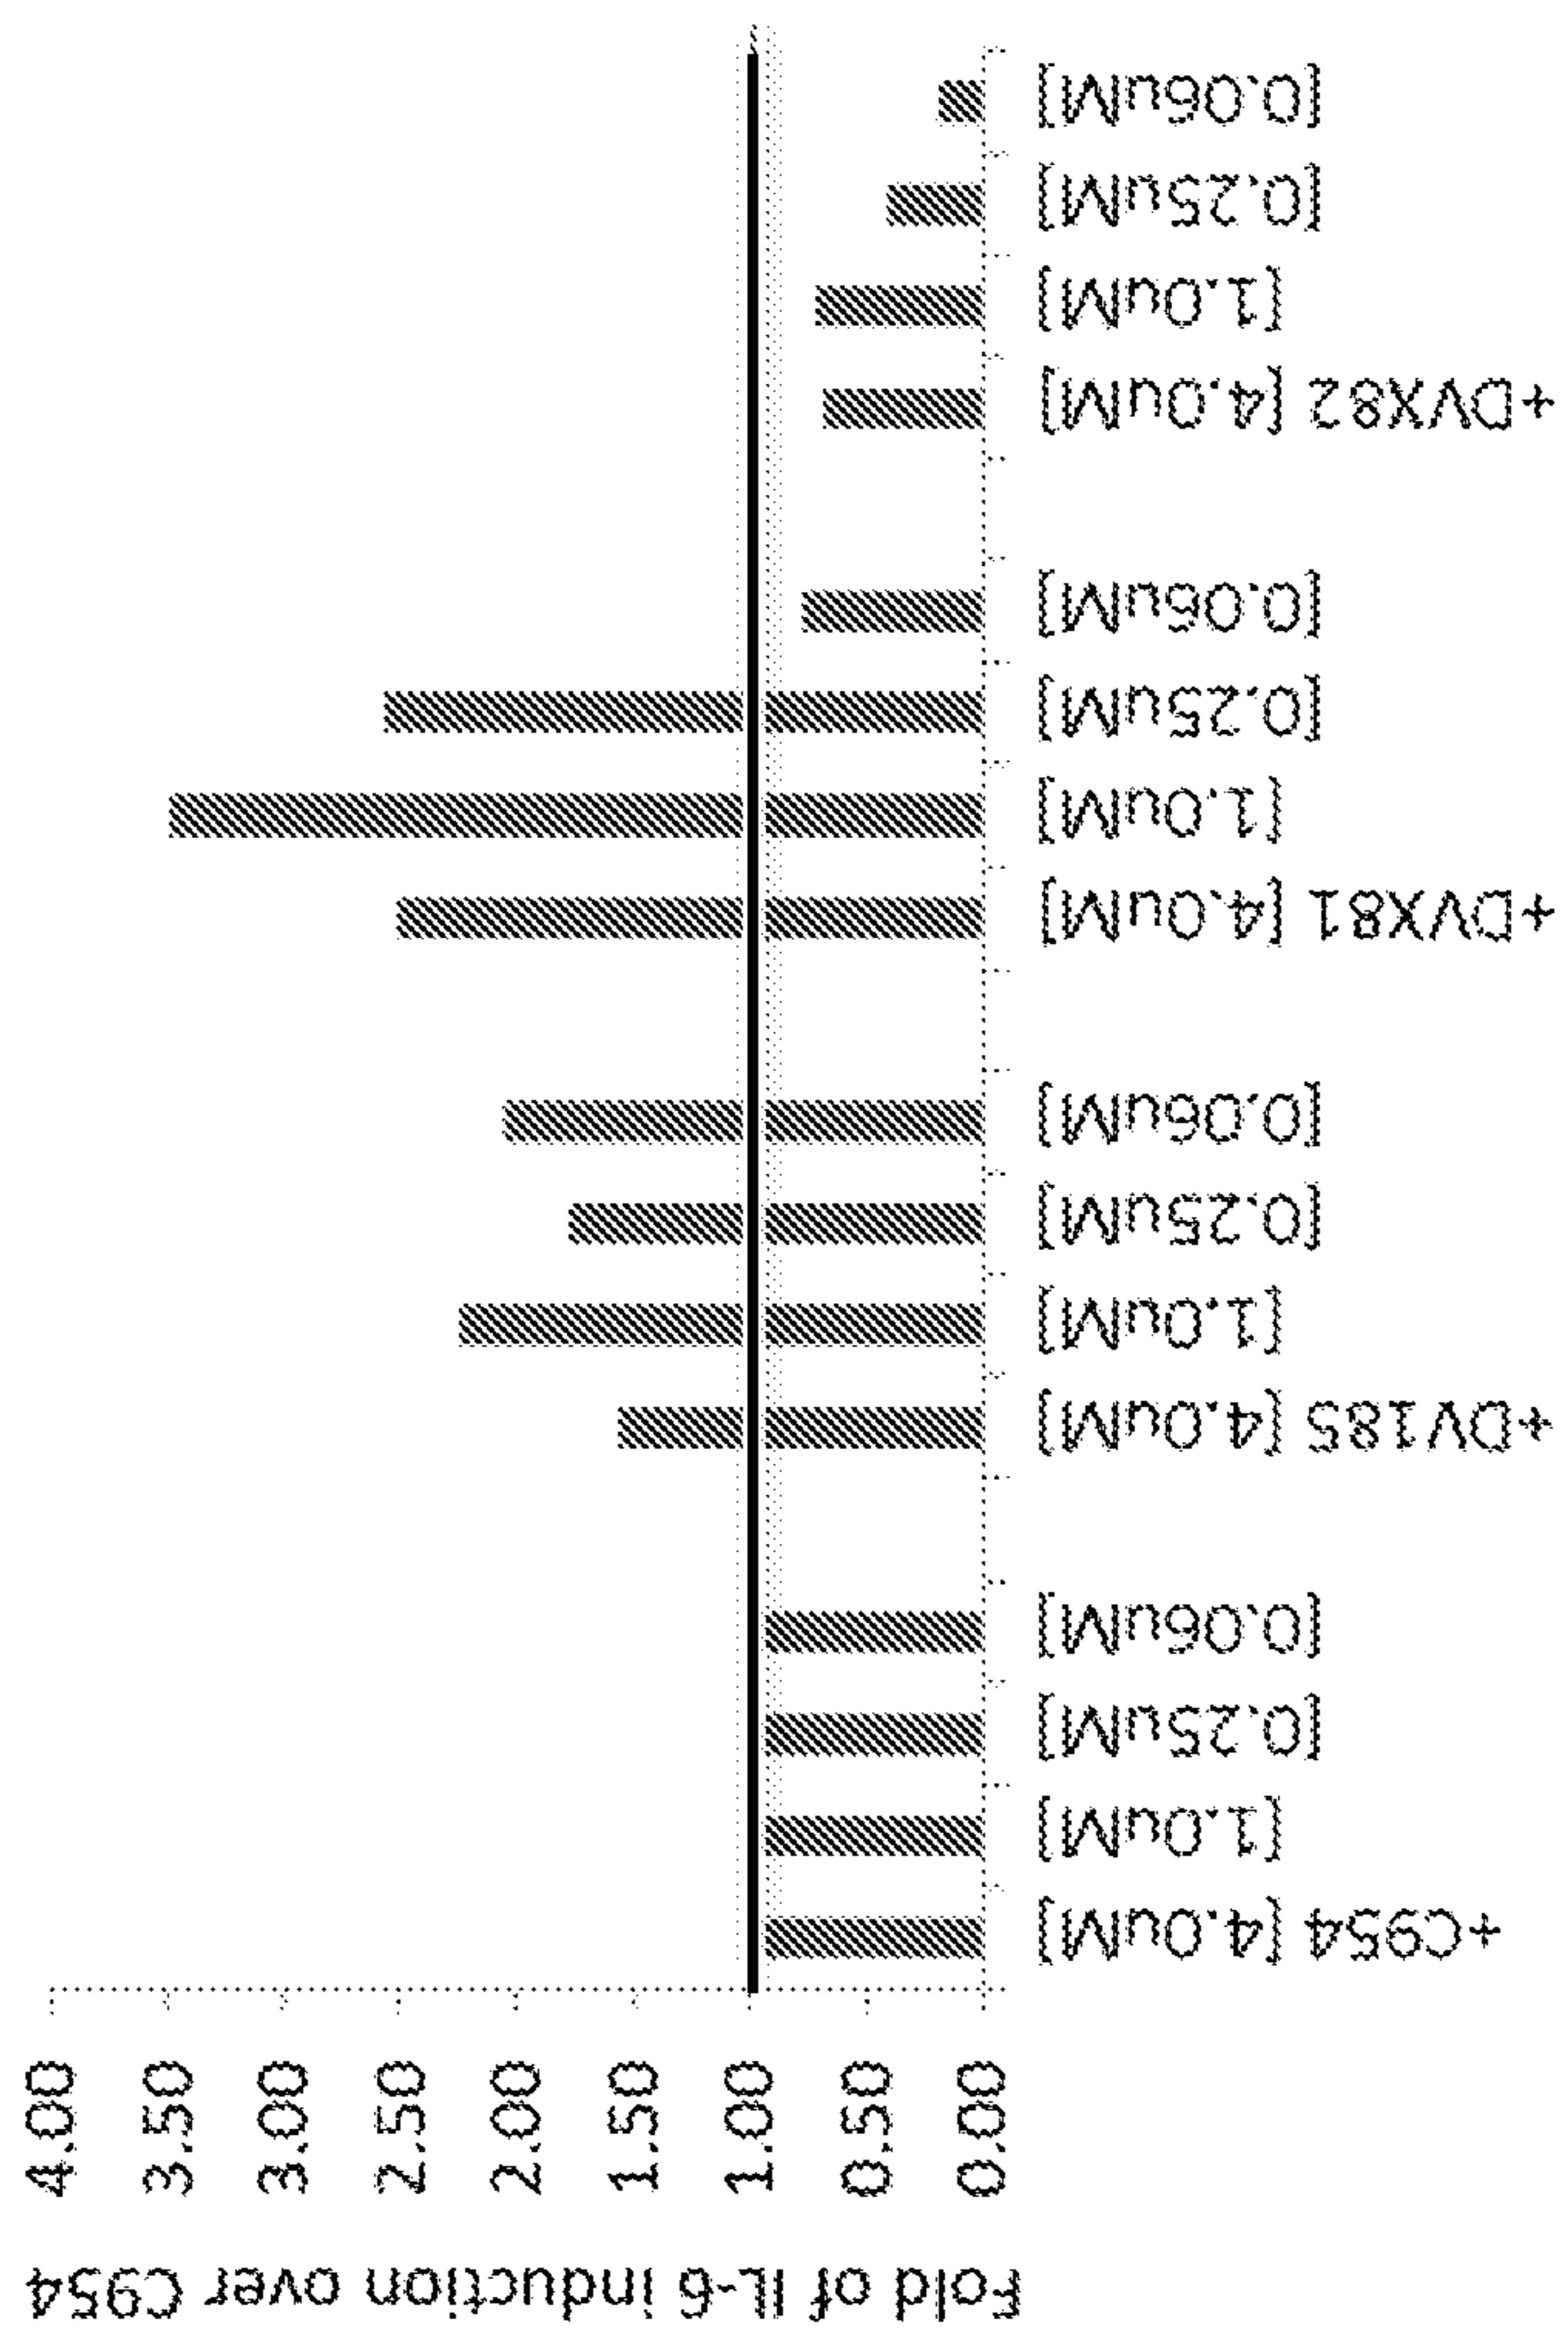 Fold of IL-6 induction over C954
4.00
3.50
3.00
2.50
2.00
1.50
1.00
0.50
0.00
+C954 [4.0uM]
[1.0uM]
[0.25uM]
[0.06uM]
+DV185 [4.0uM]
[1.0uM]
[0.25uM]
[0.06uM]
+DVX81 [4.0uM]
[1.0uM]
[0.25uM]
[0.06uM]
+DVX82 [4.0uM]
[1.0uM]
[0.25uM]
[0.06uM]